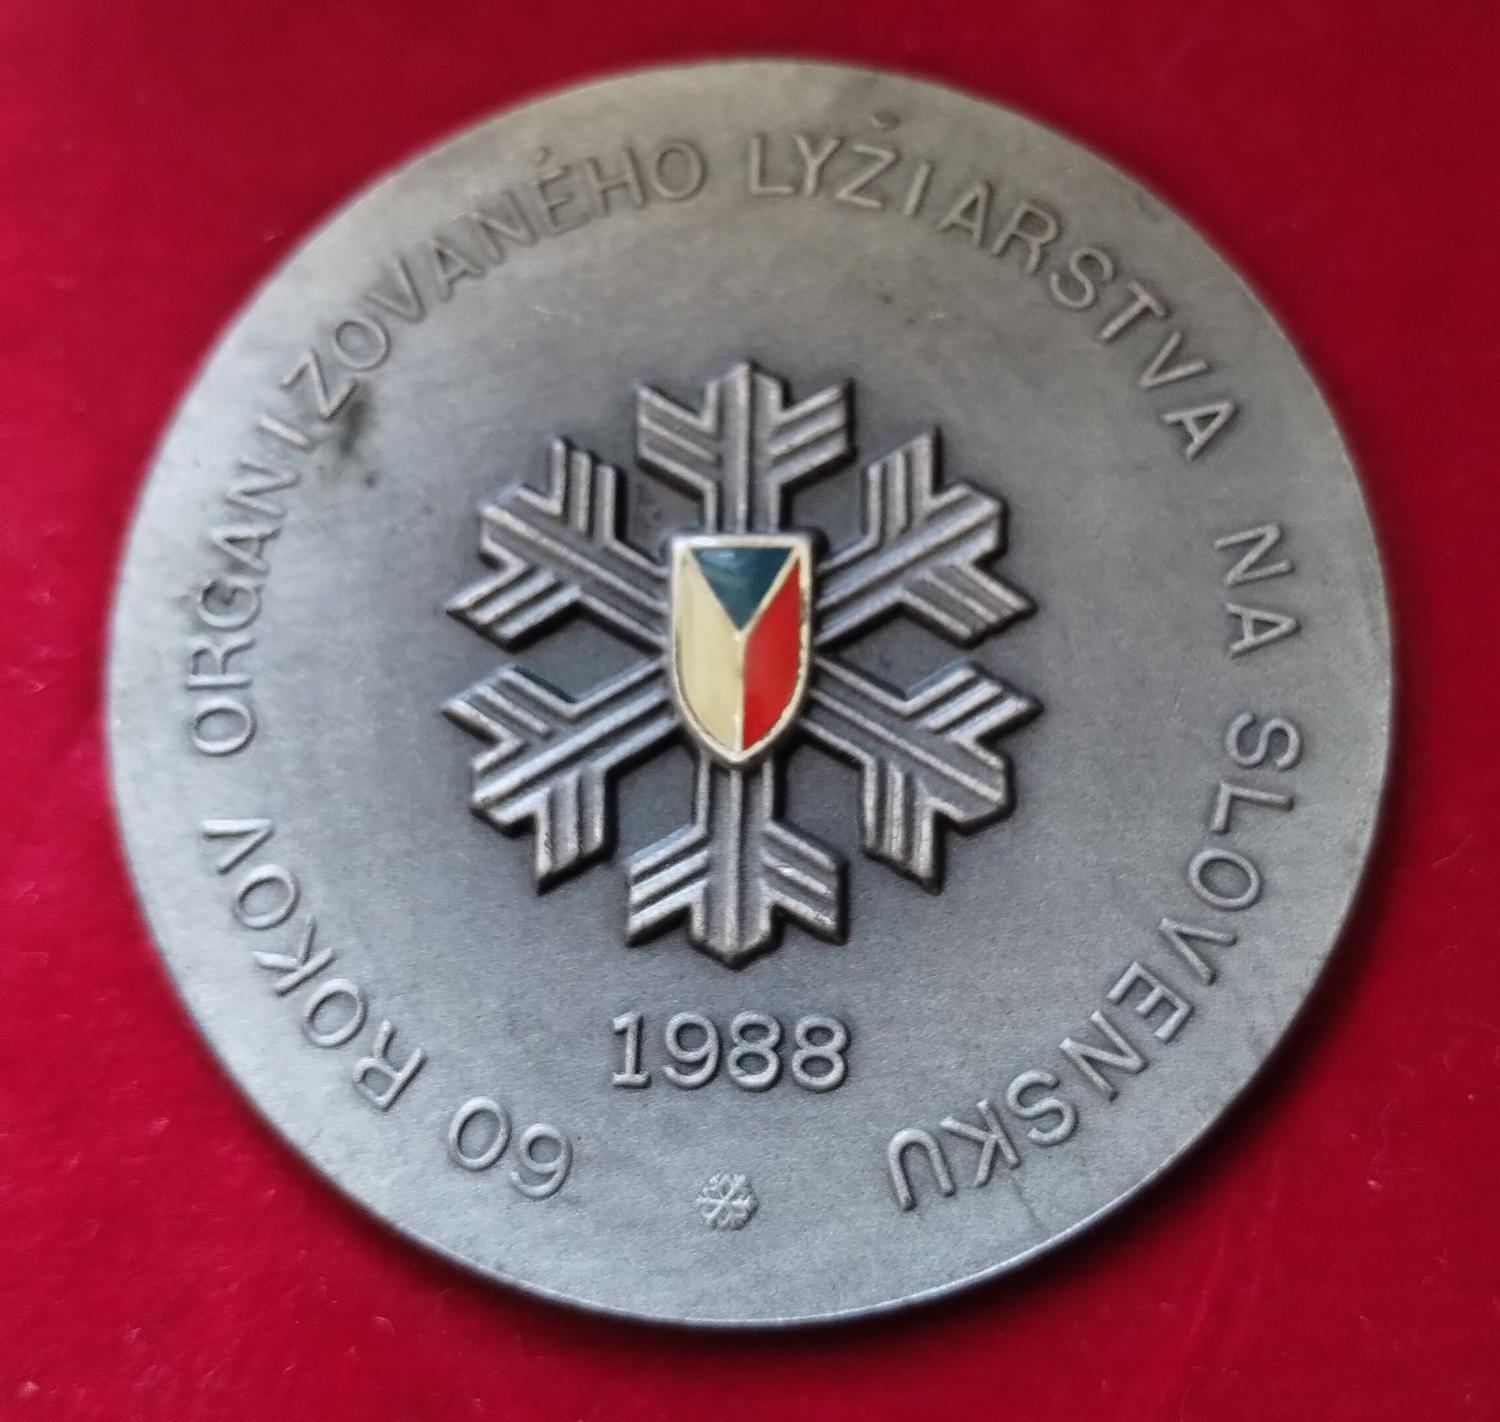 60 ROKOV ORGANIZOVANÉHO LYŽIARSTVA NA SLOVENSKU
1988